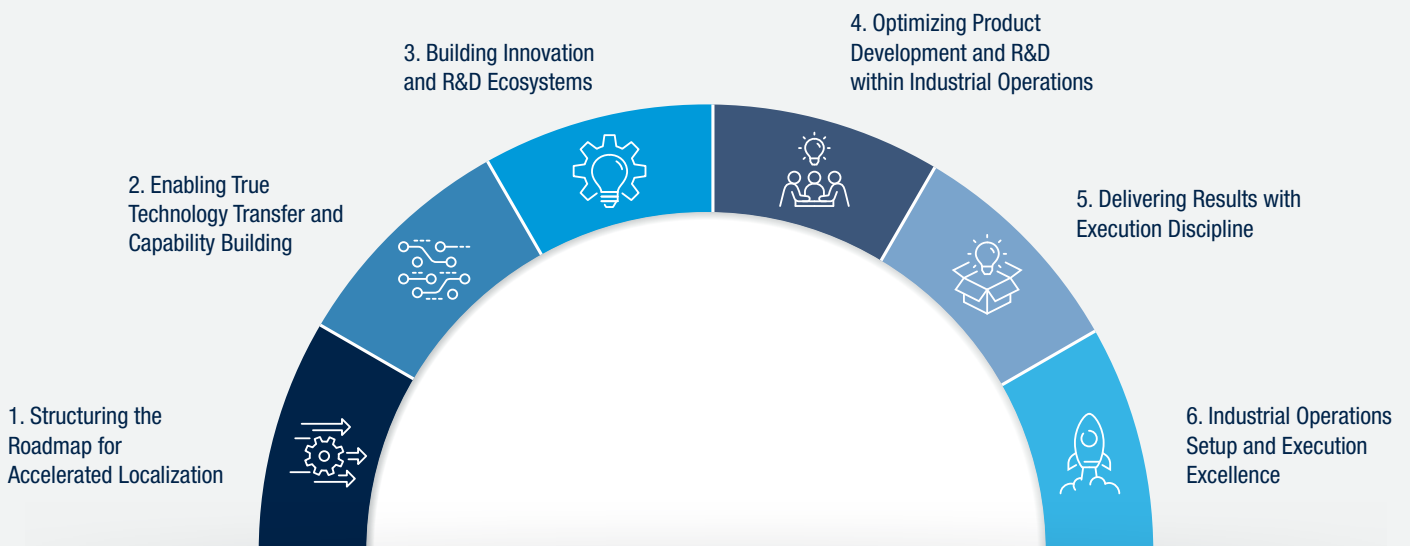 1. Structuring the
Roadmap for
Accelerated Localization
2. Enabling True
Technology Transfer and
Capability Building
3. Building Innovation
and R&D Ecosystems
4. Optimizing Product
Development and R&D
within Industrial Operations
5. Delivering Results with
Execution Discipline
6. Industrial Operations
Setup and Execution
Excellence